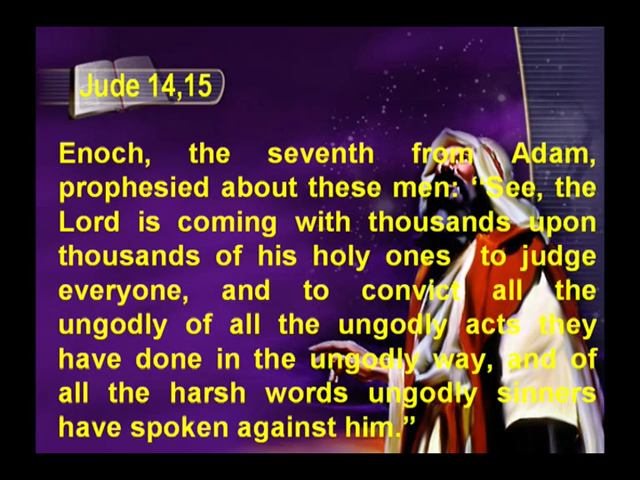 Jude 14,15
Enoch, the seventh from Adam,
prophesied about these men: “See, the
Lord is coming with thousands upon
thousands of his holy ones to judge
everyone, and to convict all the
ungodly of all the ungodly acts they
have done in the ungodly way, and of
all the harsh words ungodly sinners
have spoken against him.”